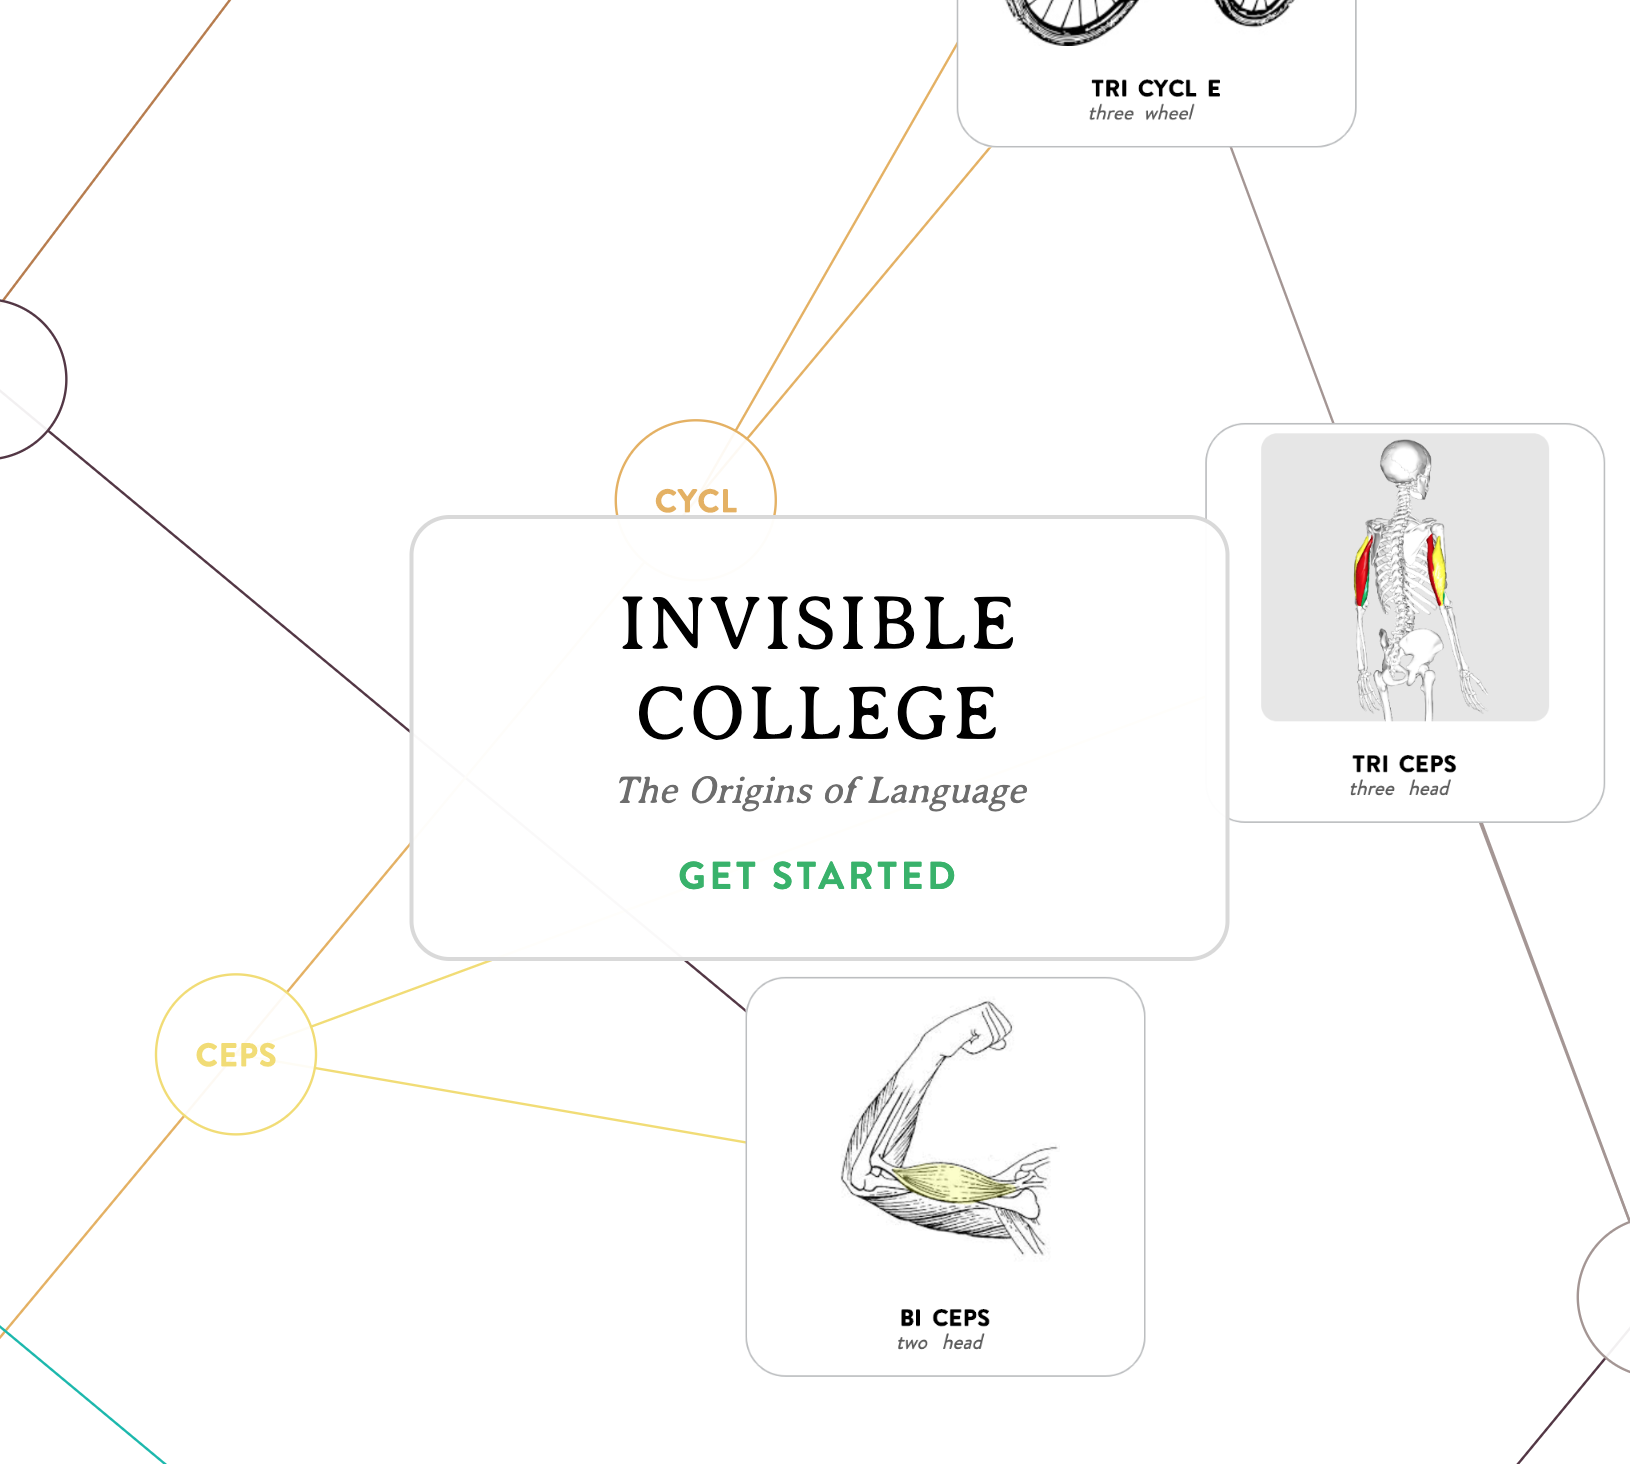 TRI CYCL E
three wheel
CYCL
INVISIBLE
COLLEGE
The Origins of Language
GET STARTED
TRI CEPS
three head
CEPS
BI CEPS
two head